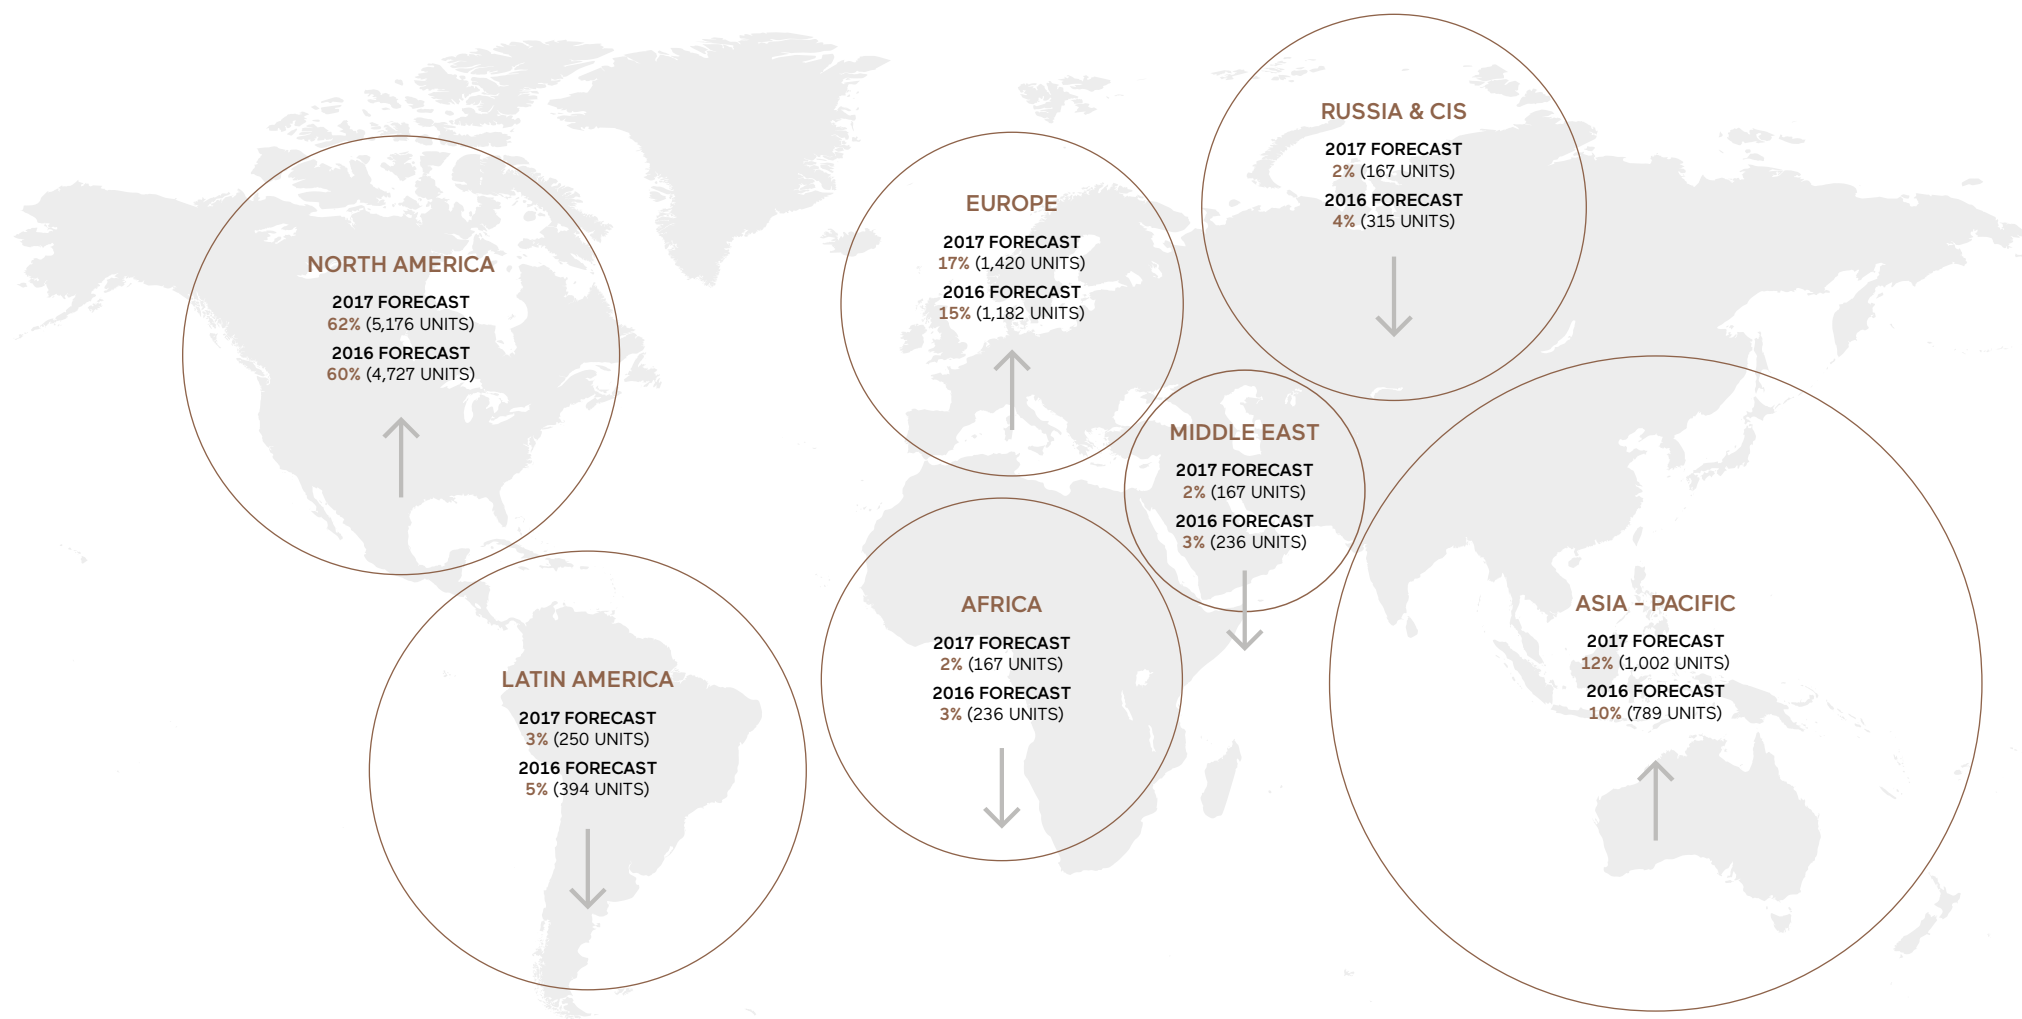 RUSSIA & CIS
2017 FORECAST
2% (167 UNITS)
2016 FORECAST
4% (315 UNITS)
EUROPE
2017 FORECAST
17% (1,420 UNITS)
2016 FORECAST
15% (1,182 UNITS)
NORTH AMERICA
2017 FORECAST
62% (5,176 UNITS)
2016 FORECAST
60% (4,727 UNITS)
MIDDLE EAST
2017 FORECAST
2% (167 UNITS)
2016 FORECAST
3% (236 UNITS)
AFRICA
2017 FORECAST
2% (167 UNITS)
2016 FORECAST
3% (236 UNITS)
ASIA - PACIFIC
2017 FORECAST
12% (1,002 UNITS)
2016 FORECAST
10% (789 UNITS)
LATIN AMERICA
2017 FORECAST
3% (250 UNITS)
2016 FORECAST
5% (394 UNITS)